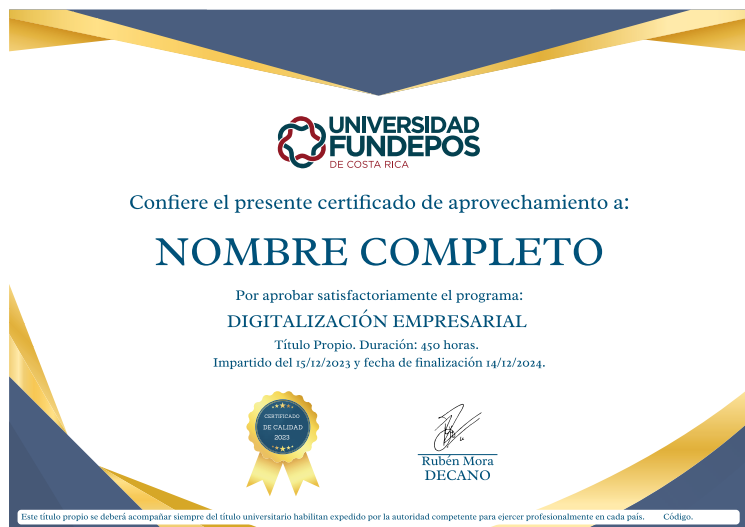 UNIVERSIDAD
FUNDEPOS
DE COSTA RICA
Confiere el presente certificado de aprovechamiento a:
NOMBRE COMPLETO
Por aprobar satisfactoriamente el programa:
DIGITALIZACIÓN EMPRESARIAL
Título Propio. Duración: 450 horas.
Impartido del 15/12/2023 y fecha de finalización 14/12/2024.
CERTIFICADO
DE CALIDAD
2023
Rubén Mora
DECANO
Este título propio se deberá acompañar siempre del título universitario habilitan expedido por la autoridad competente para ejercer profesionalmente en cada país. Código.